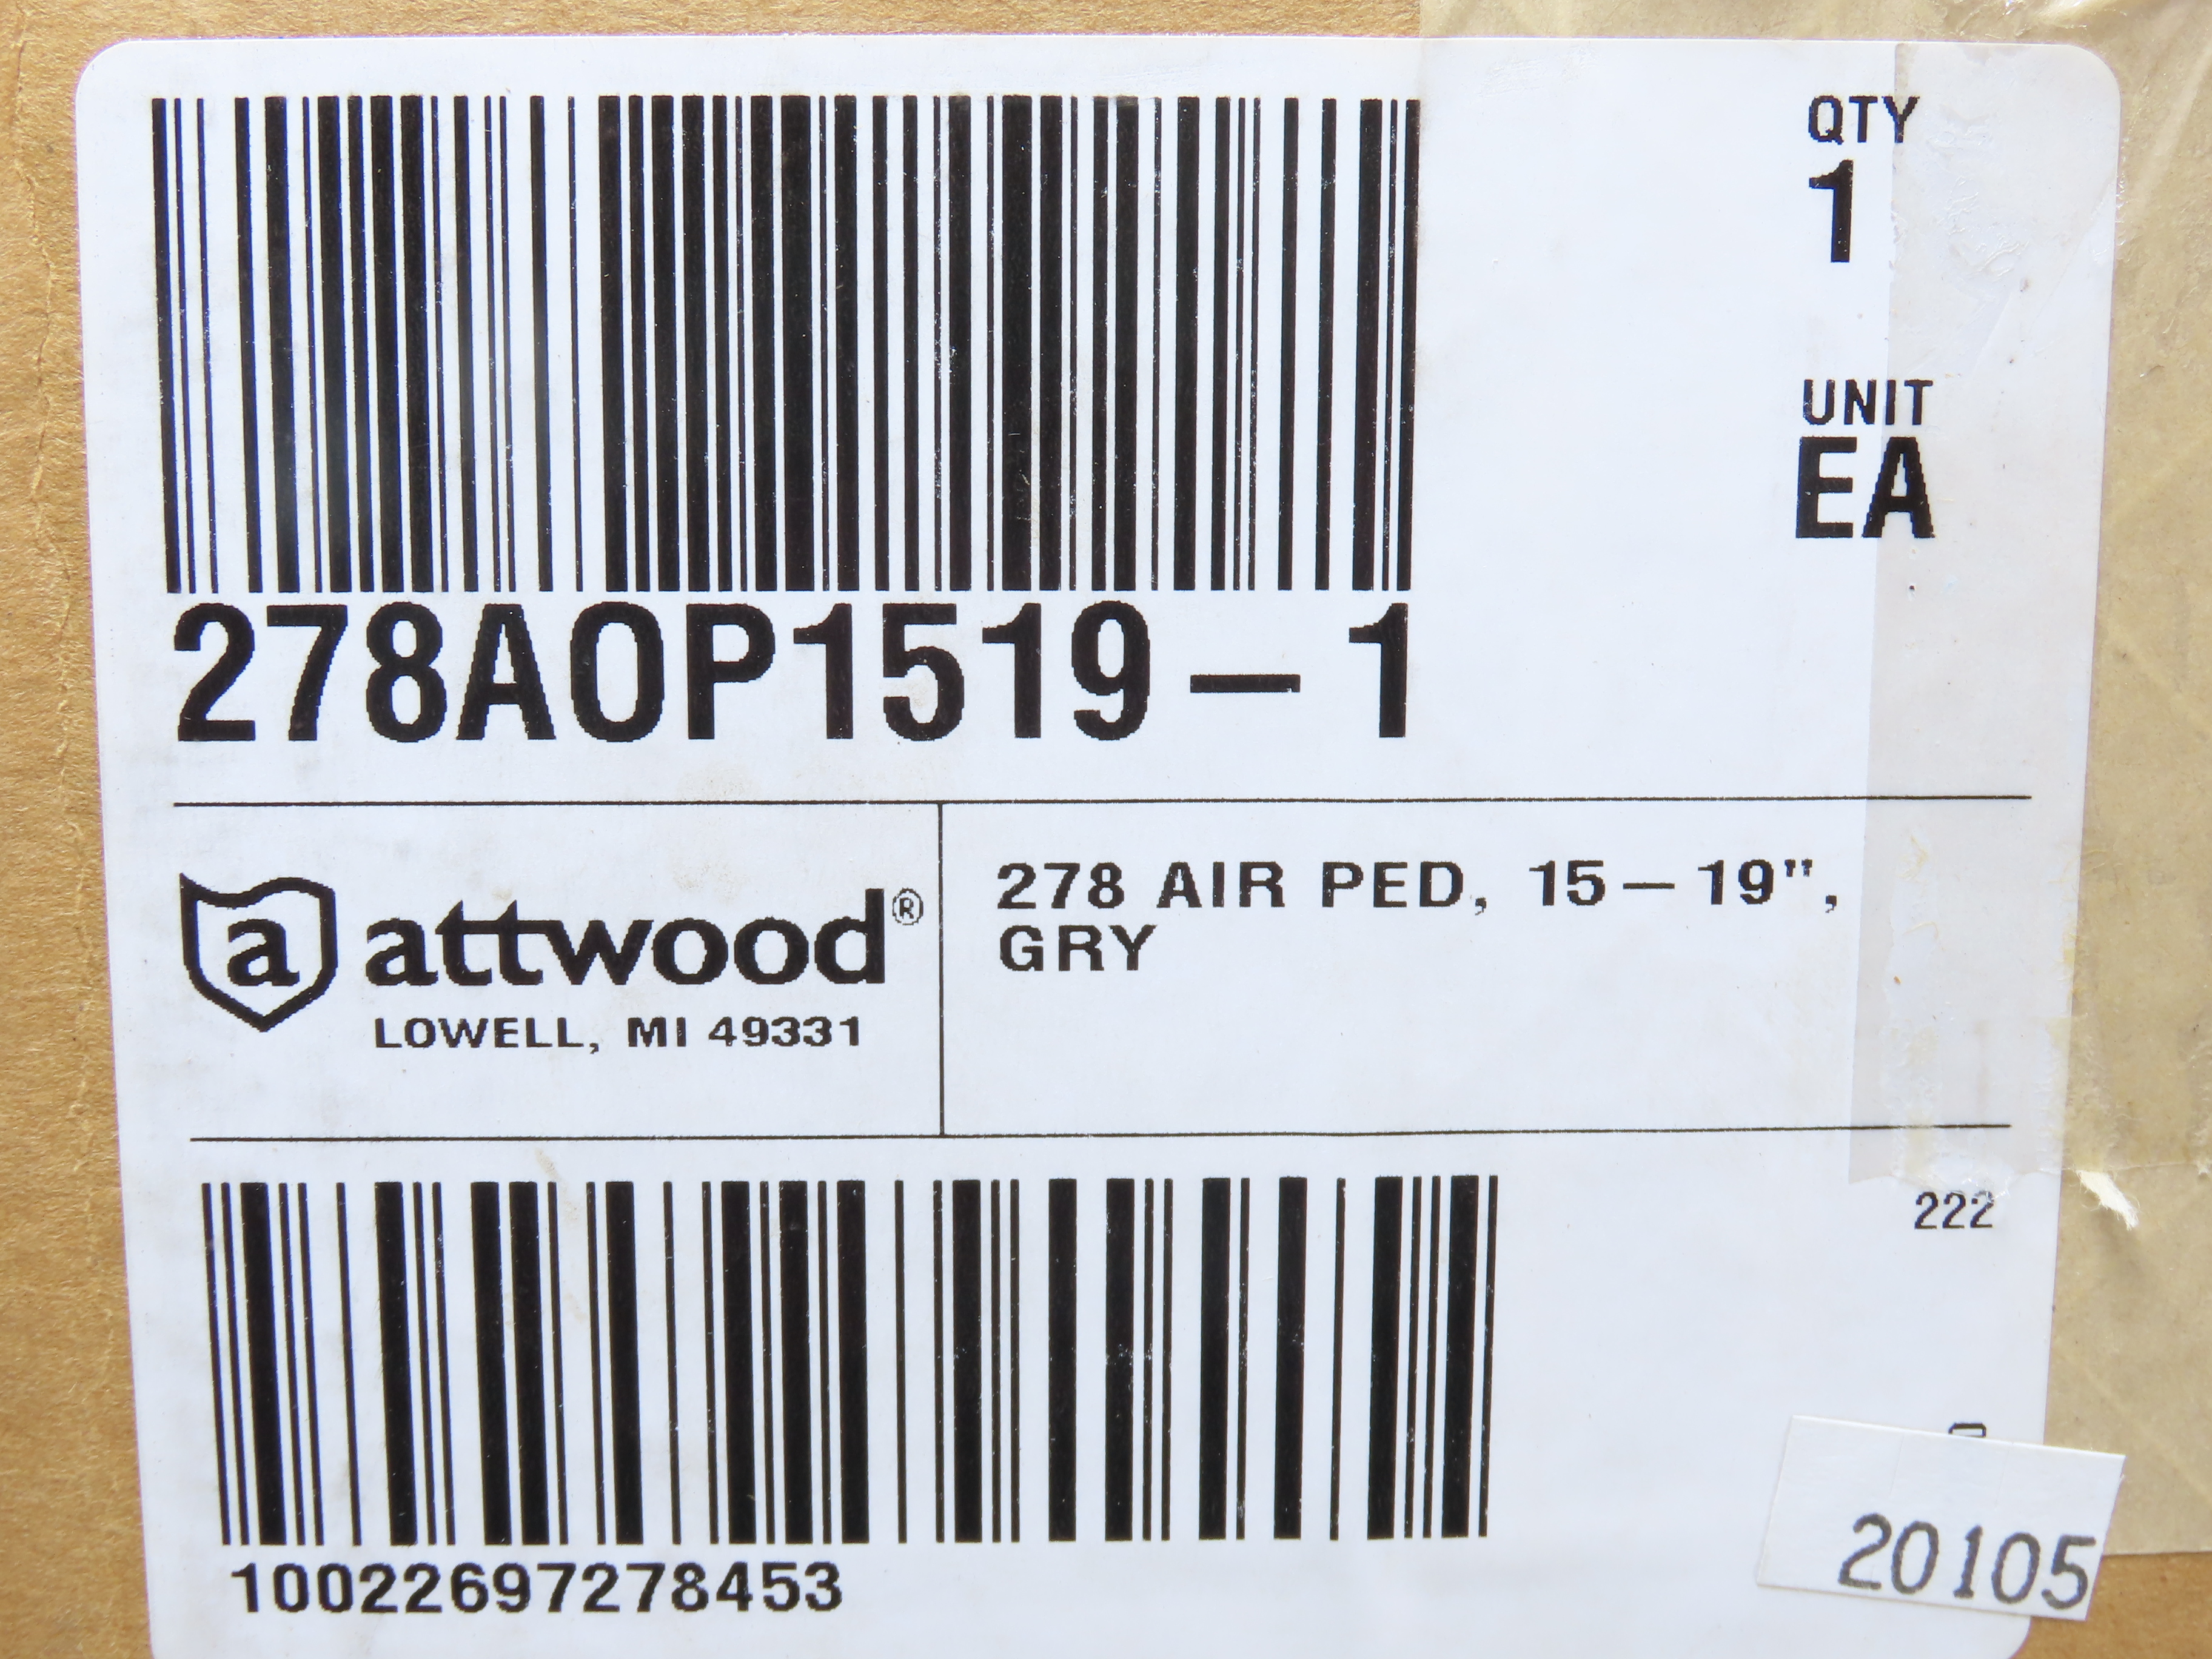 QTY
1
UNIT
EA
278AOP1519-1
a attwood®
LOWELL, MI 49331
278 AIR PED, 15-19",
GRY
222
10022697278453
20105